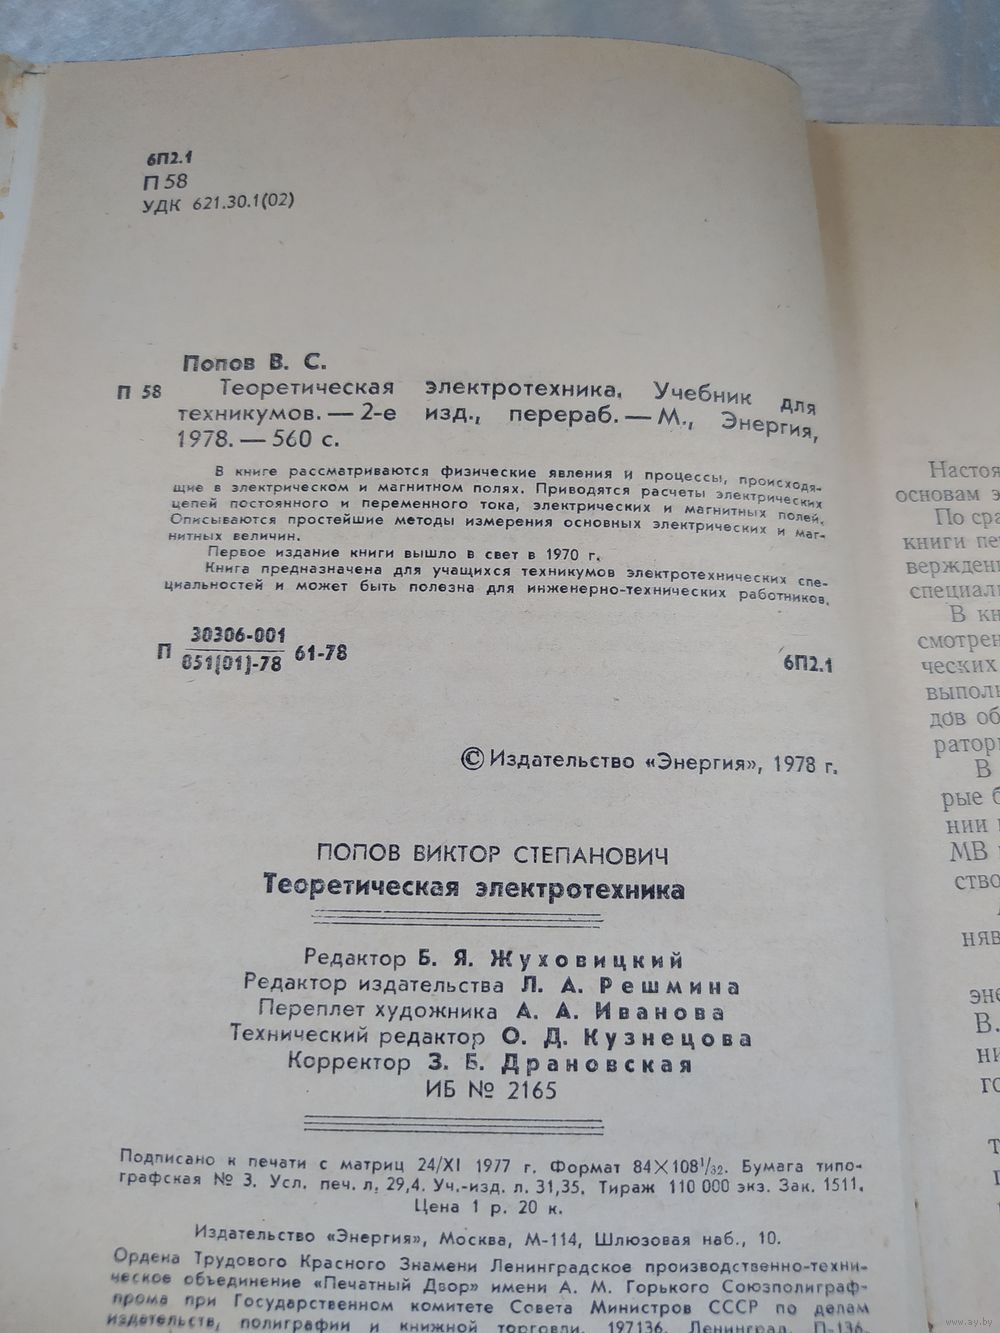 6П2.1
П 58
УДК 621.30.1(02)
Попов В. С.
П 58 Теоретическая электротехника. Учебник для
техникумов. — 2-е изд., перераб. — М., Энергия,
1978. — 560 с.
В книге рассматриваются физические явления и процессы, происходя-
щие в электрическом и магнитном полях. Приводятся расчеты электрических
цепей постоянного и переменного тока, электрических и магнитных полей.
Описываются простейшие методы измерения основных электрических и маг-
нитных величин.
Первое издание книги вышло в свет в 1970 г.
Книга предназначена для учащихся техникумов электротехнических спе-
циальностей и может быть полезна для инженерно-технических работников.
30306-001
П 61-78
051(01)-78
6П2.1
© Издательство «Энергия», 1978 г.
ПОПОВ ВИКТОР СТЕПАНОВИЧ
Теоретическая электротехника
Редактор Б. Я. Жуховицкий
Редактор издательства Л. А. Решмина
Переплет художника А. А. Иванова
Технический редактор О. Д. Кузнецова
Корректор З. Б. Драновская
ИБ № 2165
Подписано к печати с матриц 24/XI 1977 г. Формат 84×108¹/₃₂. Бумага типо-
графская № 3. Усл. печ. л. 29,4. Уч.-изд. л. 31,35. Тираж 110 000 экз. Зак. 1511.
Цена 1 р. 20 к.
Издательство «Энергия», Москва, М-114, Шлюзовая наб., 10.
Ордена Трудового Красного Знамени Ленинградское производственно-техни-
ческое объединение «Печатный Двор» имени А. М. Горького Союзполиграф-
прома при Государственном комитете Совета Министров СССР по делам
издательств, полиграфии и книжной торговли. 197136, Ленинград, П-136,
Настоя
основам э
По сра
книги пе
верждени
специаль
В кн
смотрен
ческих
выполн
дов об
ратор
В
рые б
нии
МВ
ство
няв
эне
В.
ни
го
www.ay.by